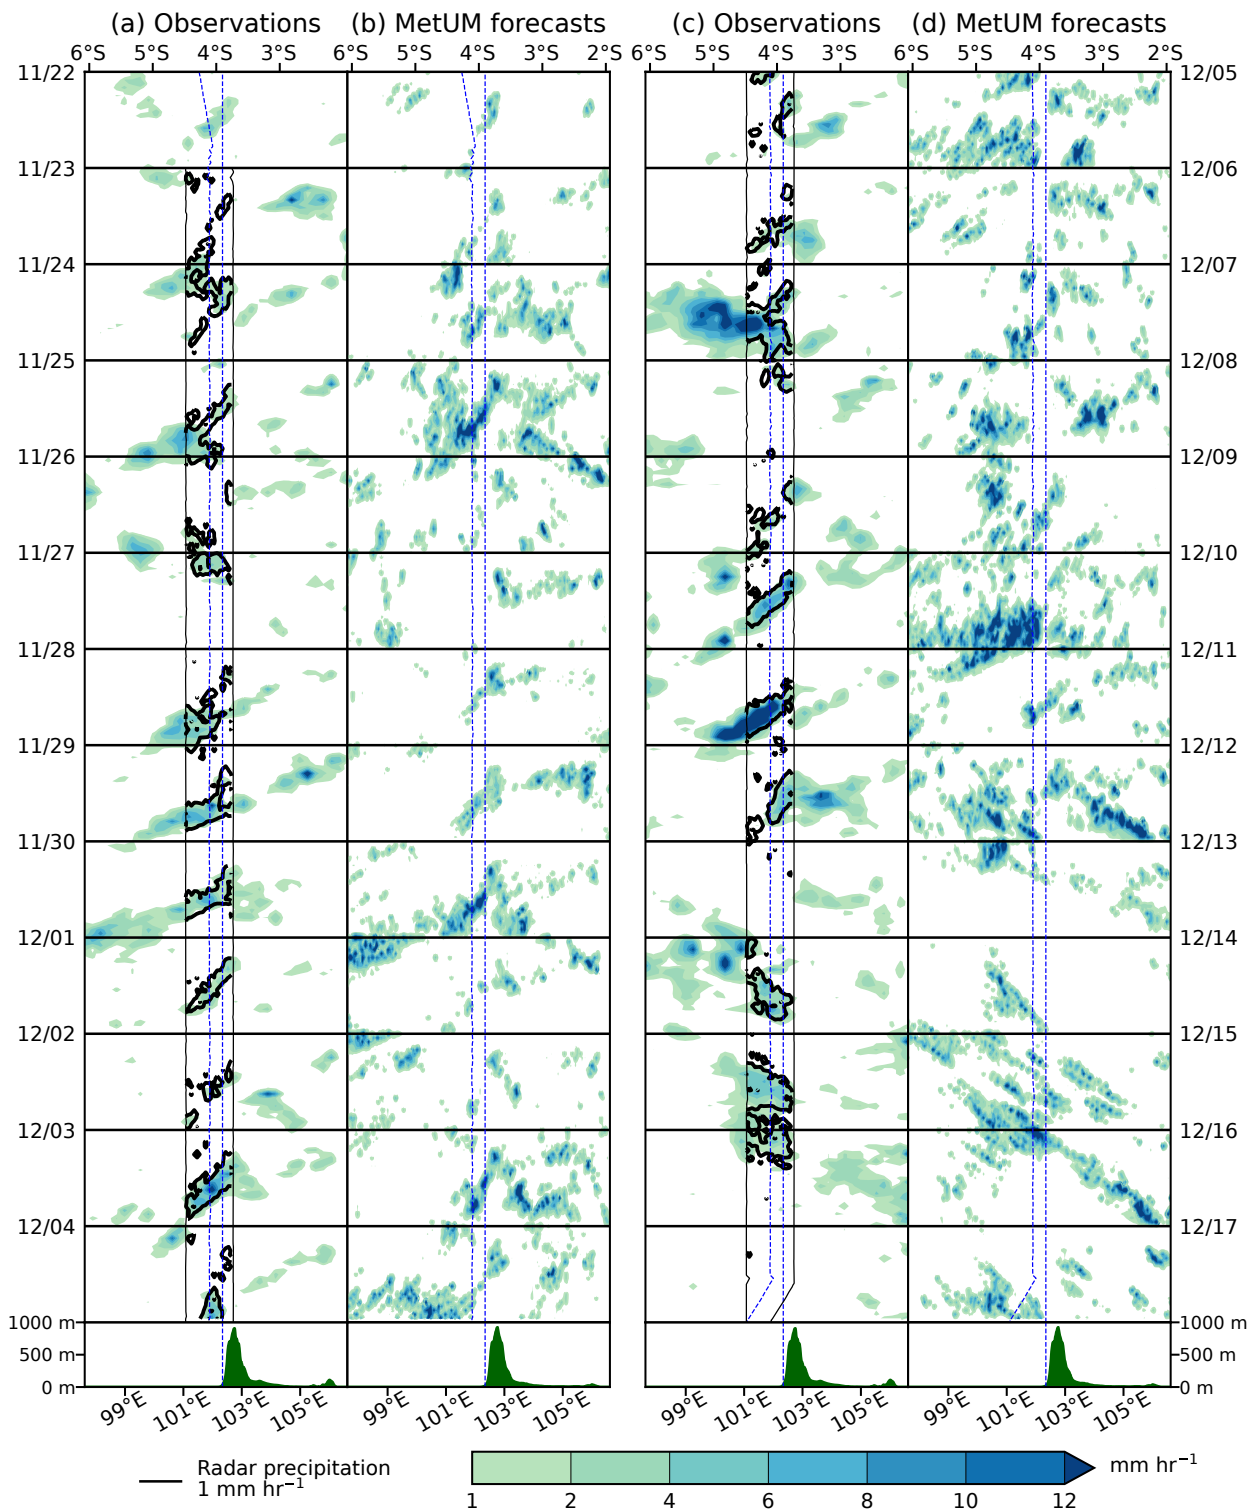 (a) Observations (b) MetUM forecasts (c) Observations (d) MetUM forecasts
6°S 5°S 4°S 3°S 6°S 5°S 4°S 3°S 2°S 6°S 5°S 4°S 3°S 6°S 5°S 4°S 3°S 2°S
11/22 12/05
11/23 12/06
11/24 12/07
11/25 12/08
11/26 12/09
11/27 12/10
11/28 12/11
11/29 12/12
11/30 12/13
12/01 12/14
12/02 12/15
12/03 12/16
12/04 12/17
1000 m 1000 m
500 m 500 m
0 m 0 m
99°E 101°E 103°E 105°E 99°E 101°E 103°E 105°E 99°E 101°E 103°E 105°E 99°E 101°E 103°E 105°E
Radar precipitation
1 mm hr⁻¹
mm hr⁻¹
1 2 4 6 8 10 12